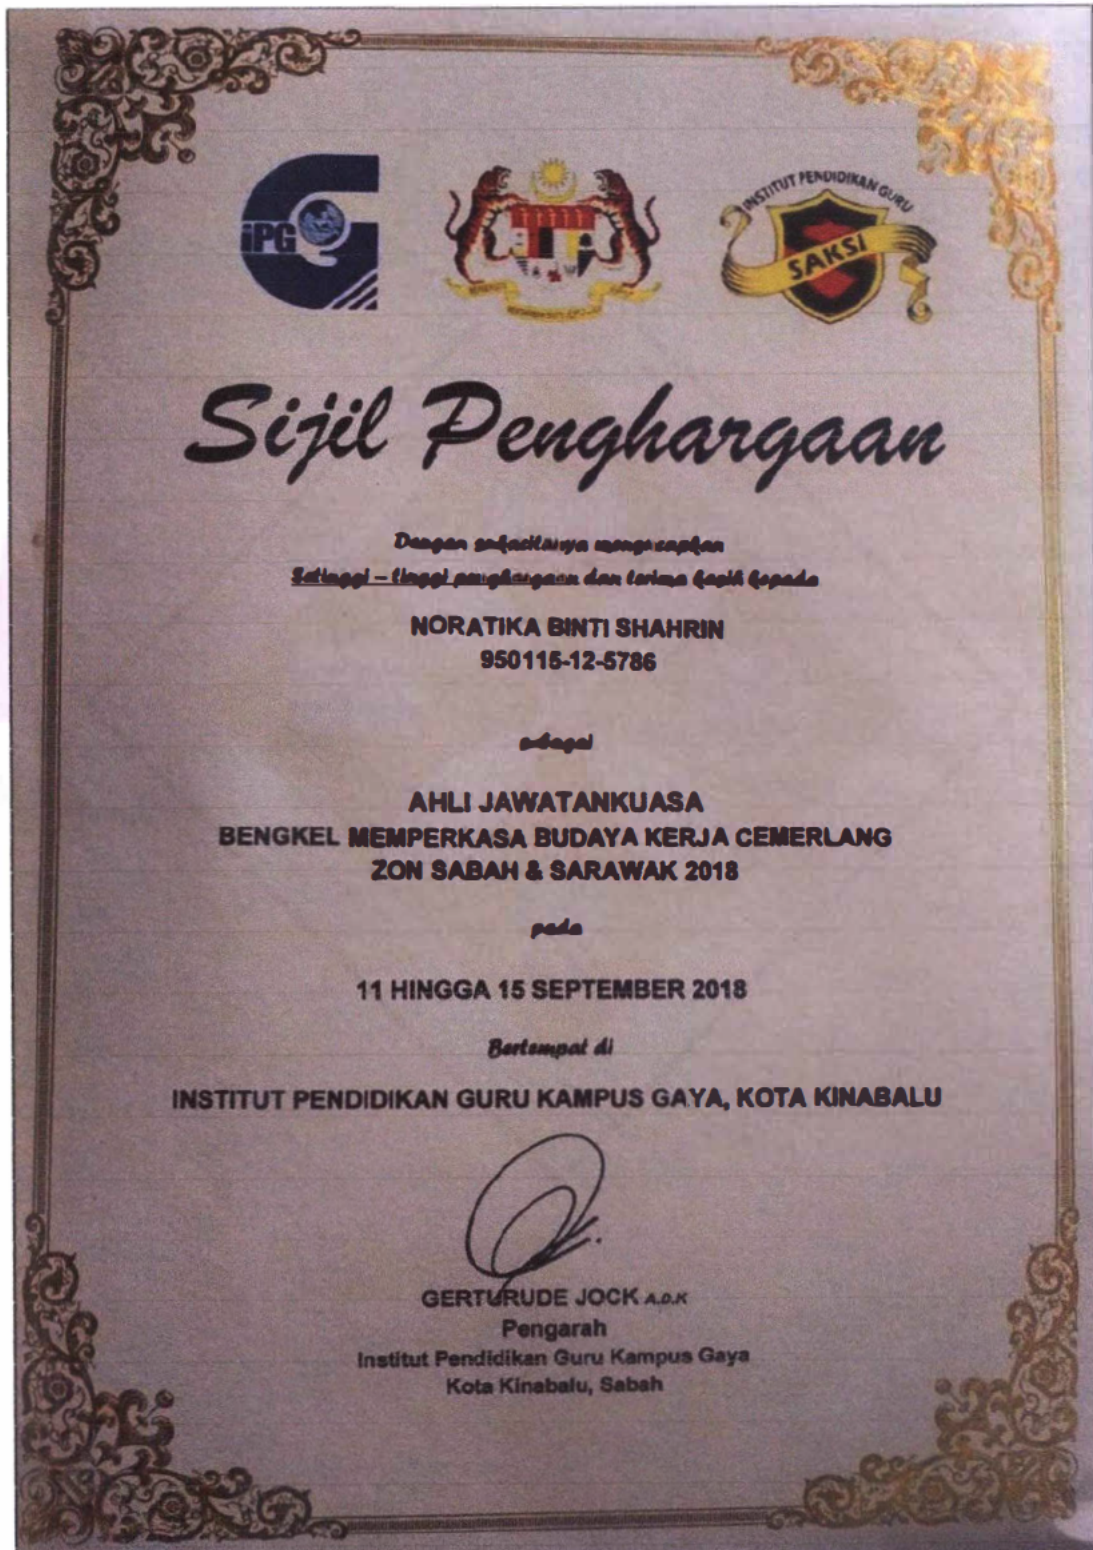 iPG
INSTITUT PENDIDIKAN GURU
SAKSI
Sijil Penghargaan
Dengan sukacitanya mengucapkan
Setinggi – tinggi penghargaan dan terima kasih kepada
NORATIKA BINTI SHAHRIN
950115-12-5786
sebagai
AHLI JAWATANKUASA
BENGKEL MEMPERKASA BUDAYA KERJA CEMERLANG
ZON SABAH & SARAWAK 2018
pada
11 HINGGA 15 SEPTEMBER 2018
Bertempat di
INSTITUT PENDIDIKAN GURU KAMPUS GAYA, KOTA KINABALU
GERTURUDE JOCK A.D.K
Pengarah
Institut Pendidikan Guru Kampus Gaya
Kota Kinabalu, Sabah